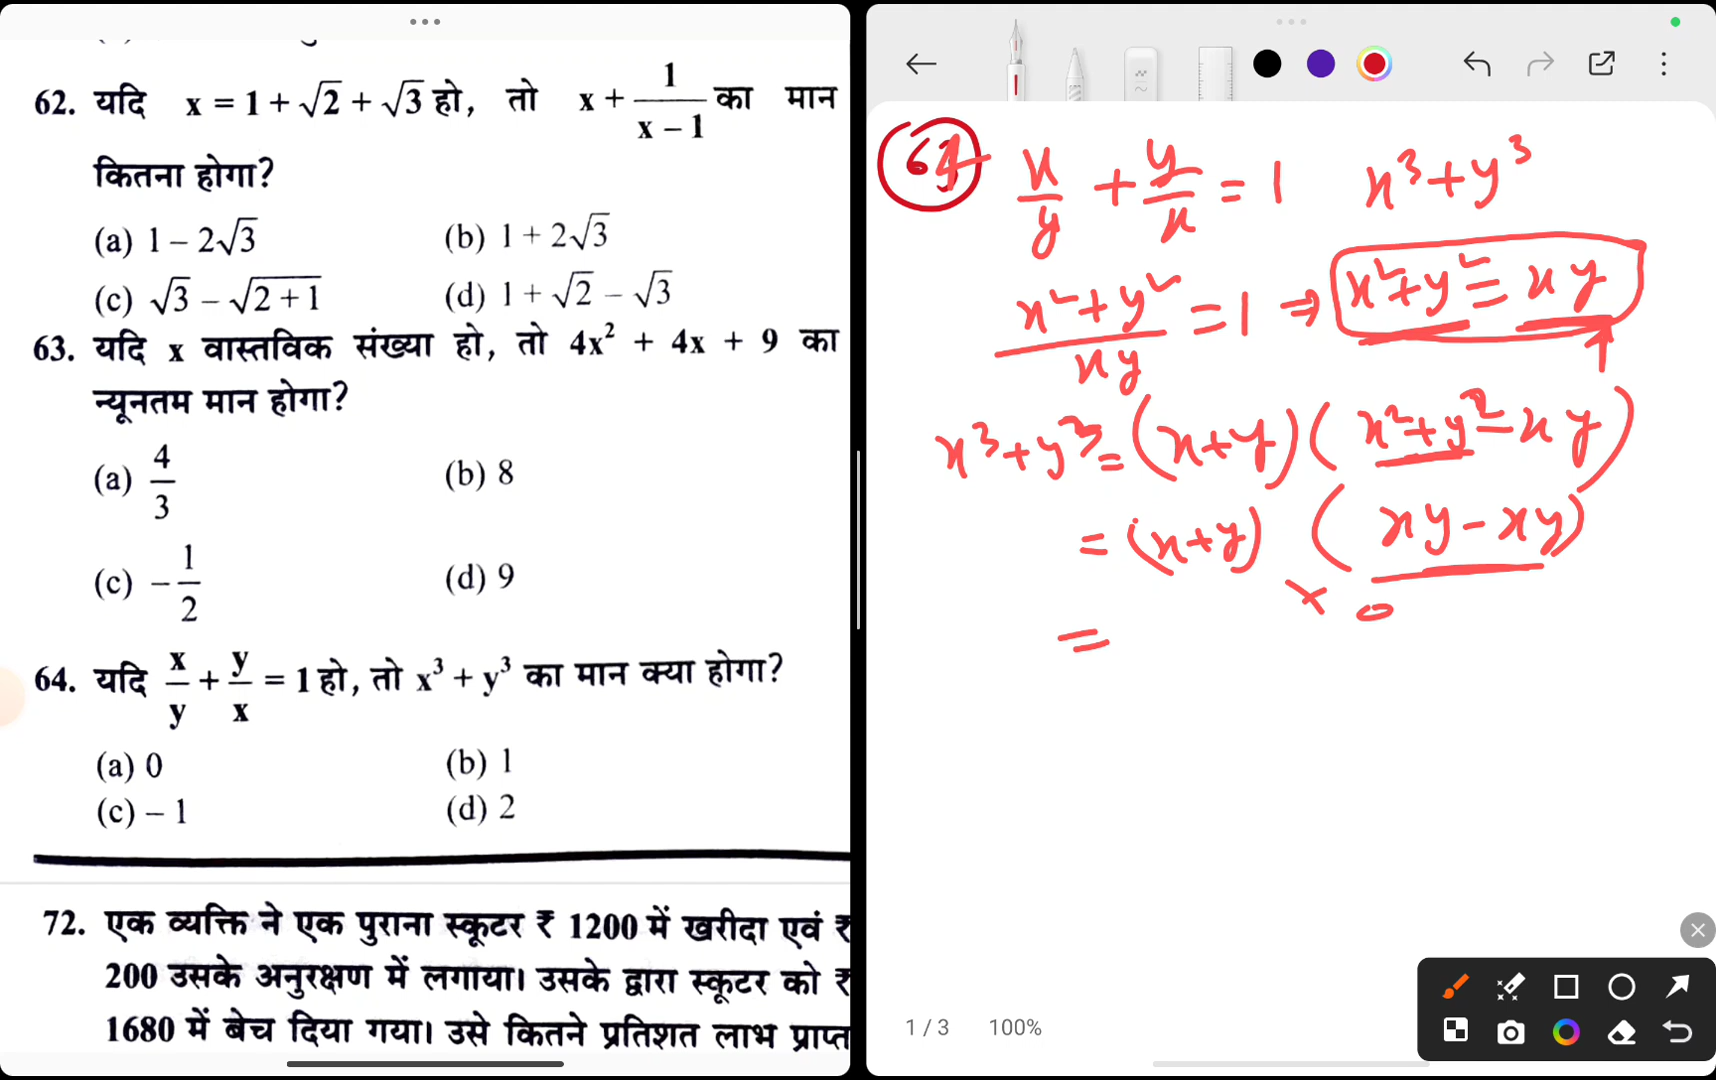 62. यदि x = 1 + √2 + √3 हो, तो x + 1/(x − 1) का मान
कितना होगा?
(a) 1 − 2√3 (b) 1 + 2√3
(c) √3 − √(2 + 1) (d) 1 + √2 − √3
63. यदि x वास्तविक संख्या हो, तो 4x² + 4x + 9 का
न्यूनतम मान होगा?
(a) 4/3 (b) 8
(c) − 1/2 (d) 9
64. यदि x/y + y/x = 1 हो, तो x³ + y³ का मान क्या होगा?
(a) 0 (b) 1
(c) − 1 (d) 2
72. एक व्यक्ति ने एक पुराना स्कूटर ₹ 1200 में खरीदा एवं ₹
200 उसके अनुरक्षण में लगाया। उसके द्वारा स्कूटर को ₹
1680 में बेच दिया गया। उसे कितने प्रतिशत लाभ प्राप्त
64 x/y + y/x = 1 x³ + y³
(x² + y²)/xy = 1 ⇒ x² + y² = xy
x³ + y³ = (x + y)(x² + y² − xy)
= (x + y) (xy − xy)
× 0
=
1 / 3 100%